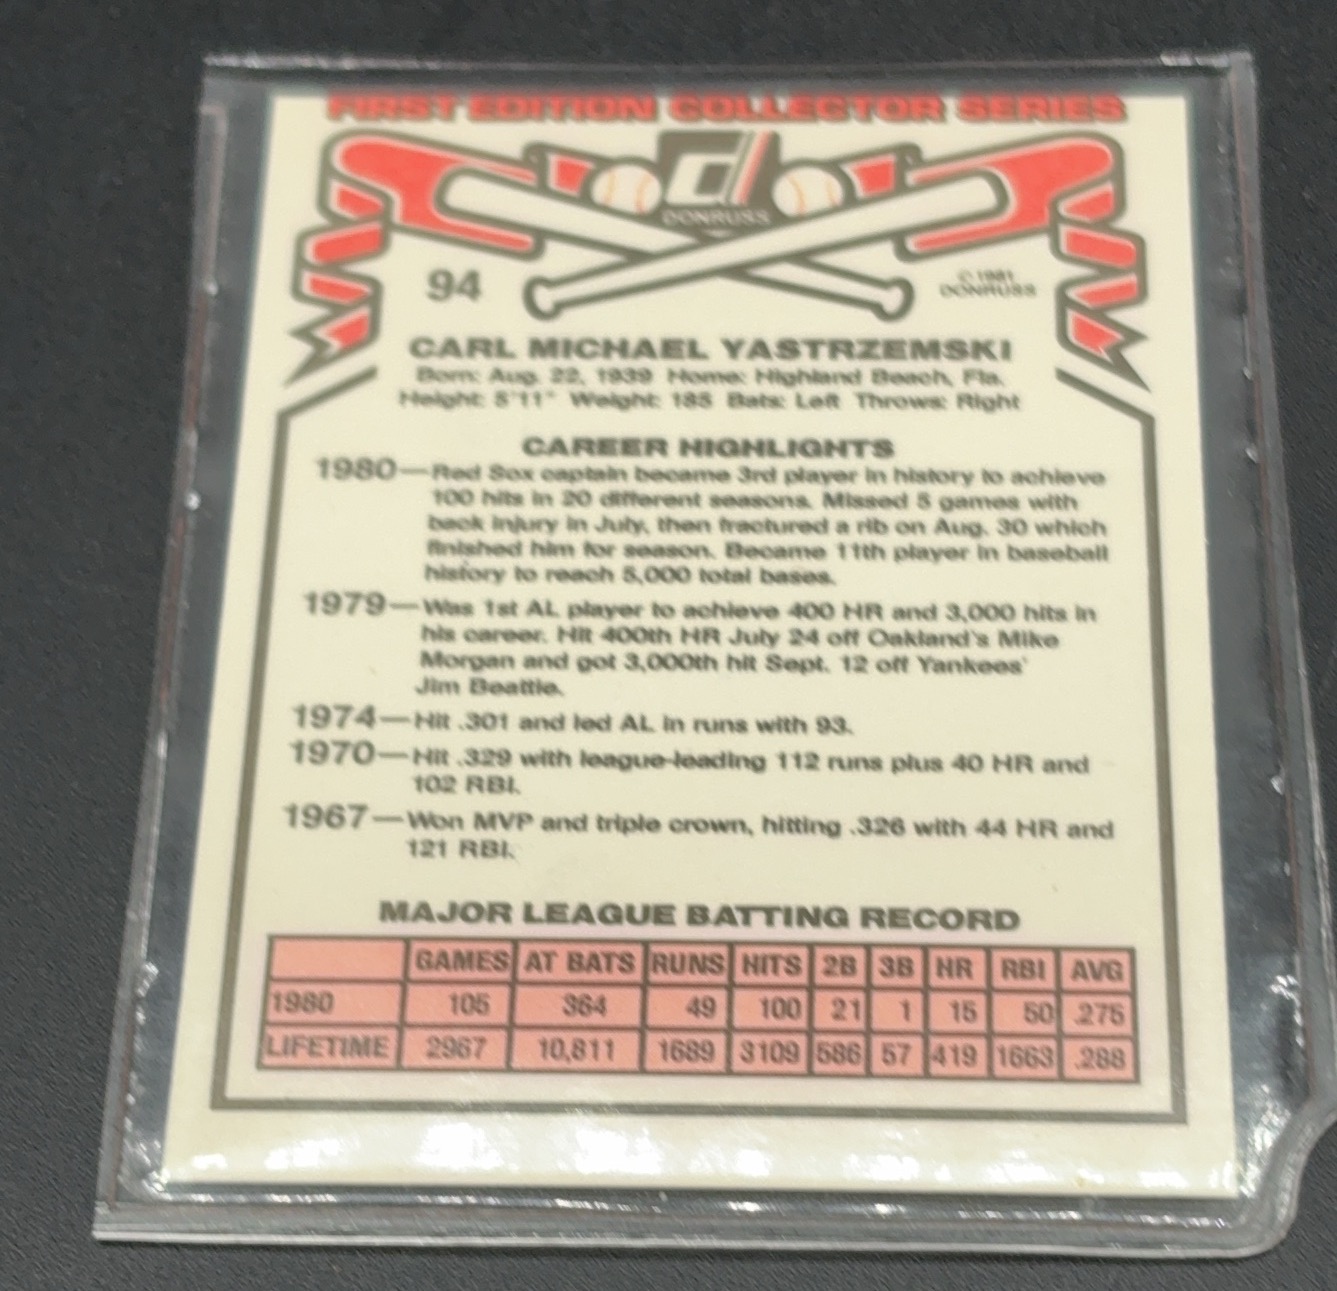 FIRST EDITION COLLECTOR SERIES
d
DONRUSS
94
© 1981
DONRUSS
CARL MICHAEL YASTRZEMSKI
Born: Aug. 22, 1939 Home: Highland Beach, Fla.
Height: 5'11" Weight: 185 Bats: Left Throws: Right
CAREER HIGHLIGHTS
1980—Red Sox captain became 3rd player in history to achieve
100 hits in 20 different seasons. Missed 5 games with
back injury in July, then fractured a rib on Aug. 30 which
finished him for season. Became 11th player in baseball
history to reach 5,000 total bases.
1979—Was 1st AL player to achieve 400 HR and 3,000 hits in
his career. Hit 400th HR July 24 off Oakland's Mike
Morgan and got 3,000th hit Sept. 12 off Yankees'
Jim Beattie.
1974—Hit .301 and led AL in runs with 93.
1970—Hit .329 with league-leading 112 runs plus 40 HR and
102 RBI.
1967—Won MVP and triple crown, hitting .326 with 44 HR and
121 RBI.
MAJOR LEAGUE BATTING RECORD
GAMES AT BATS RUNS HITS 2B 3B HR RBI AVG
1980 105 364 49 100 21 1 15 50 .275
LIFETIME 2967 10,811 1689 3109 586 57 419 1663 .288